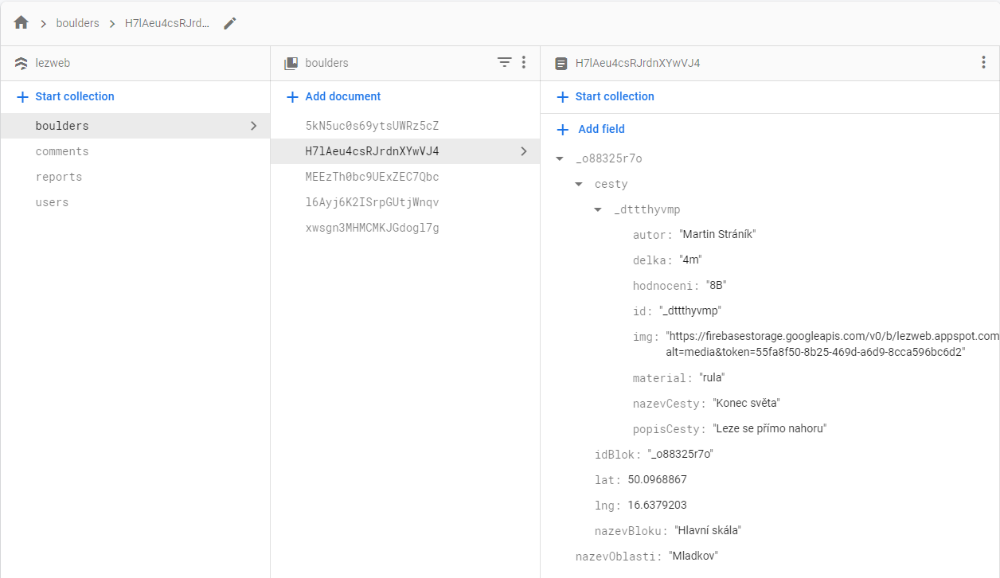 boulders
H7lAeu4csRJrd...
lezweb
Start collection
boulders
comments
reports
users
boulders
Add document
5kN5uc0s69ytsUWRz5cZ
H7lAeu4csRJrdnXYwVJ4
MEEzTh0bc9UExZEC7Qbc
l6Ayj6K2ISrpGUtjWnqv
xwsgn3MHMCMKJGdogl7g
H7lAeu4csRJrdnXYwVJ4
Start collection
Add field
_o88325r7o
cesty
_dttthyvmp
autor: "Martin Stráník"
delka: "4m"
hodnoceni: "8B"
id: "_dttthyvmp"
img: "https://firebasestorage.googleapis.com/v0/b/lezweb.appspot.com
alt=media&token=55fa8f50-8b25-469d-a6d9-8cca596bc6d2"
material: "rula"
nazevCesty: "Konec světa"
popisCesty: "Leze se přímo nahoru"
idBlok: "_o88325r7o"
lat: 50.0968867
lng: 16.6379203
nazevBloku: "Hlavní skála"
nazevOblasti: "Mladkov"